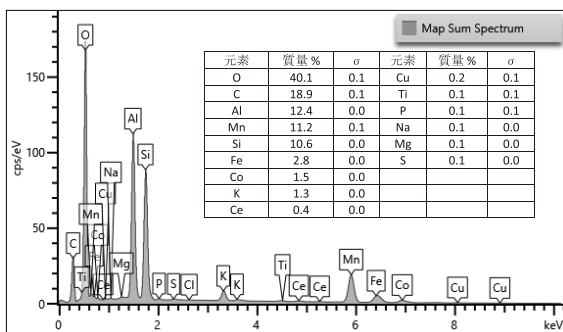 Map Sum Spectrum
元素 質量 % σ 元素 質量 % σ
O 40.1 0.1 Cu 0.2 0.1
C 18.9 0.1 Ti 0.1 0.1
Al 12.4 0.0 P 0.1 0.1
Mn 11.2 0.1 Na 0.1 0.0
Si 10.6 0.0 Mg 0.1 0.0
Fe 2.8 0.0 S 0.1 0.0
Co 1.5 0.0
K 1.3 0.0
Ce 0.4 0.0
cps/eV
150
100
50
0
O
Al
Si
Na
Cu
Mn
Co
Fe
C
Ti
Ce
Mg
P S Cl K K Ti Ce Ce Mn Fe Co Cu Cu
0 2 4 6 8 keV